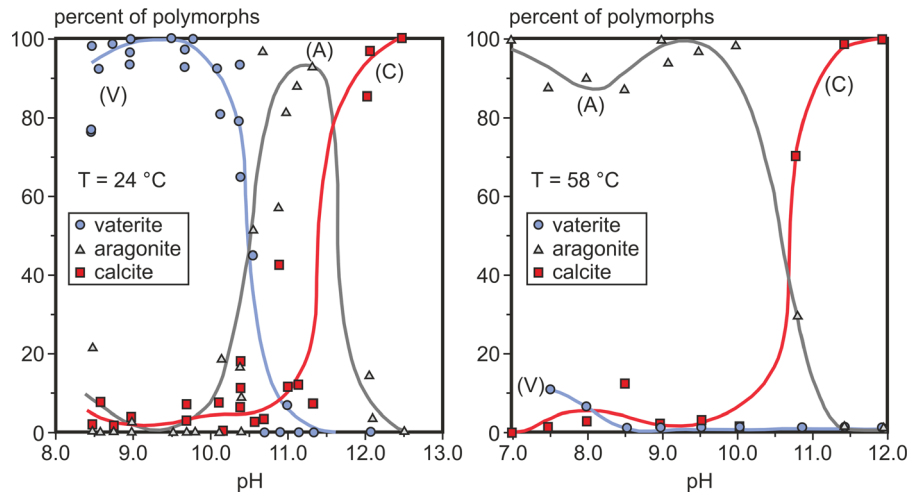 percent of polymorphs
100
80
60
40
20
0
(V)
(A)
(C)
T = 24 °C
vaterite
aragonite
calcite
8.0 9.0 10.0 11.0 12.0 13.0
pH
percent of polymorphs
100
80
60
40
20
0
(A)
(C)
T = 58 °C
vaterite
aragonite
calcite
(V)
7.0 8.0 9.0 10.0 11.0 12.0
pH